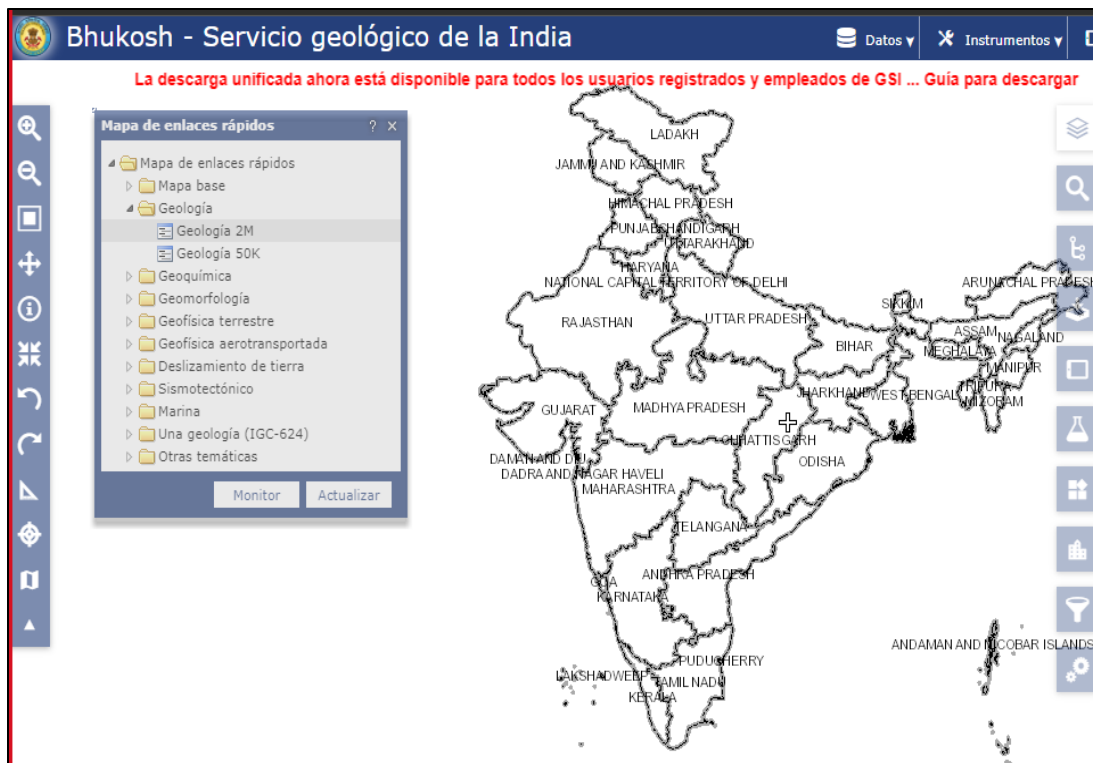 Bhukosh - Servicio geológico de la India
Datos
Instrumentos
La descarga unificada ahora está disponible para todos los usuarios registrados y empleados de GSI ... Guía para descargar
Mapa de enlaces rápidos ? ×
Mapa de enlaces rápidos
Mapa base
Geología
Geología 2M
Geología 50K
Geoquímica
Geomorfología
Geofísica terrestre
Geofísica aerotransportada
Deslizamiento de tierra
Sismotectónico
Marina
Una geología (IGC-624)
Otras temáticas
Monitor
Actualizar
LADAKH
JAMMU AND KASHMIR
HIMACHAL PRADESH
PUNJAB
CHANDIGARH
UTTARAKHAND
HARYANA
NATIONAL CAPITAL TERRITORY OF DELHI
ARUNACHAL PRADESH
SIKKIM
RAJASTHAN
UTTAR PRADESH
ASSAM
NAGALAND
BIHAR
MEGHALAYA
MANIPUR
TRIPURA
MIZORAM
JHARKHAND
WEST BENGAL
GUJARAT
MADHYA PRADESH
CHHATTISGARH
DAMAN AND DIU
ODISHA
DADRA AND NAGAR HAVELI
MAHARASHTRA
TELANGANA
ANDHRA PRADESH
GOA
KARNATAKA
ANDAMAN AND NICOBAR ISLANDS
PUDUCHERRY
LAKSHADWEEP
TAMIL NADU
KERALA